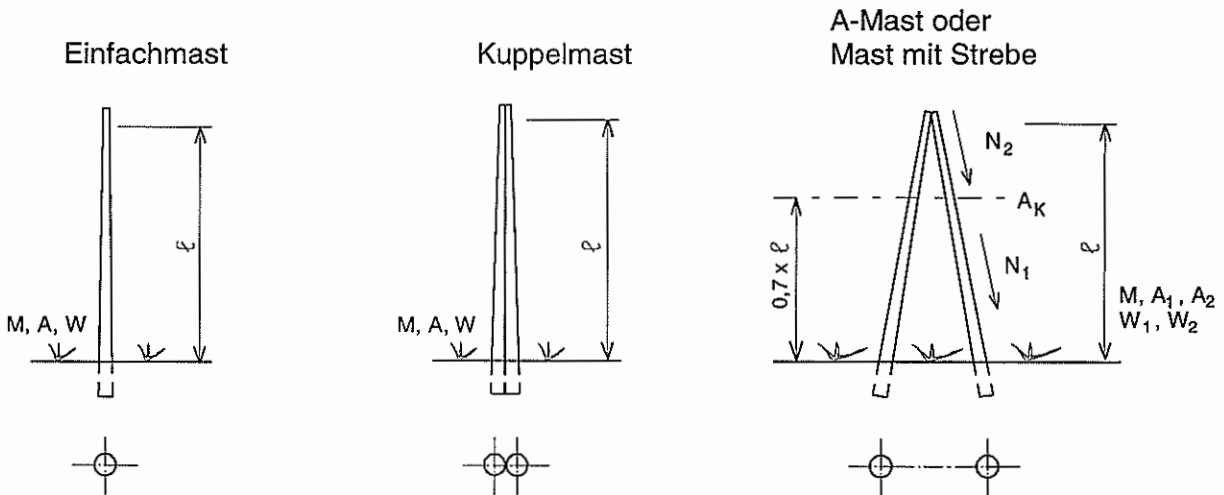 Einfachmast
ℓ
M, A, W
Kuppelmast
ℓ
M, A, W
A-Mast oder
Mast mit Strebe
N₂
A_K
N₁
0,7 x ℓ
ℓ
M, A₁, A₂
W₁, W₂